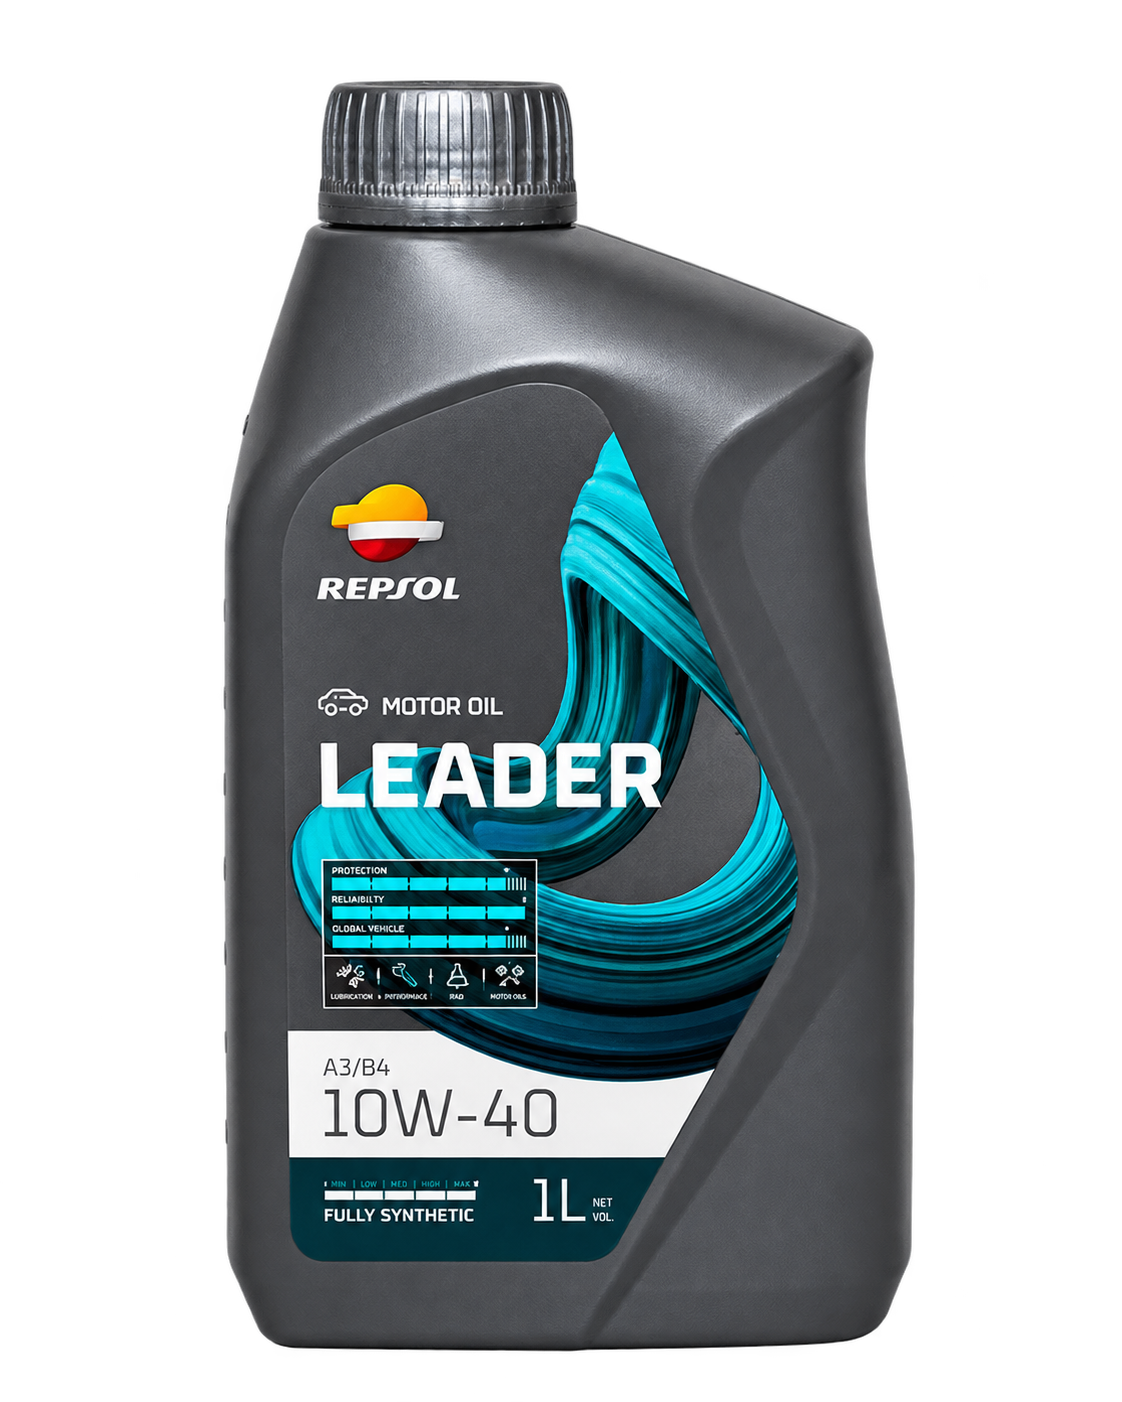 REPSOL
MOTOR OIL
LEADER
PROTECTION
RELIABILTY
GLOBAL VEHICLE
LUBRICATION
RAD
MOTOR OILS
A3/B4
10W-40
MIN | LOW | MED | HIGH | MAX
FULLY SYNTHETIC
1L NET VOL.